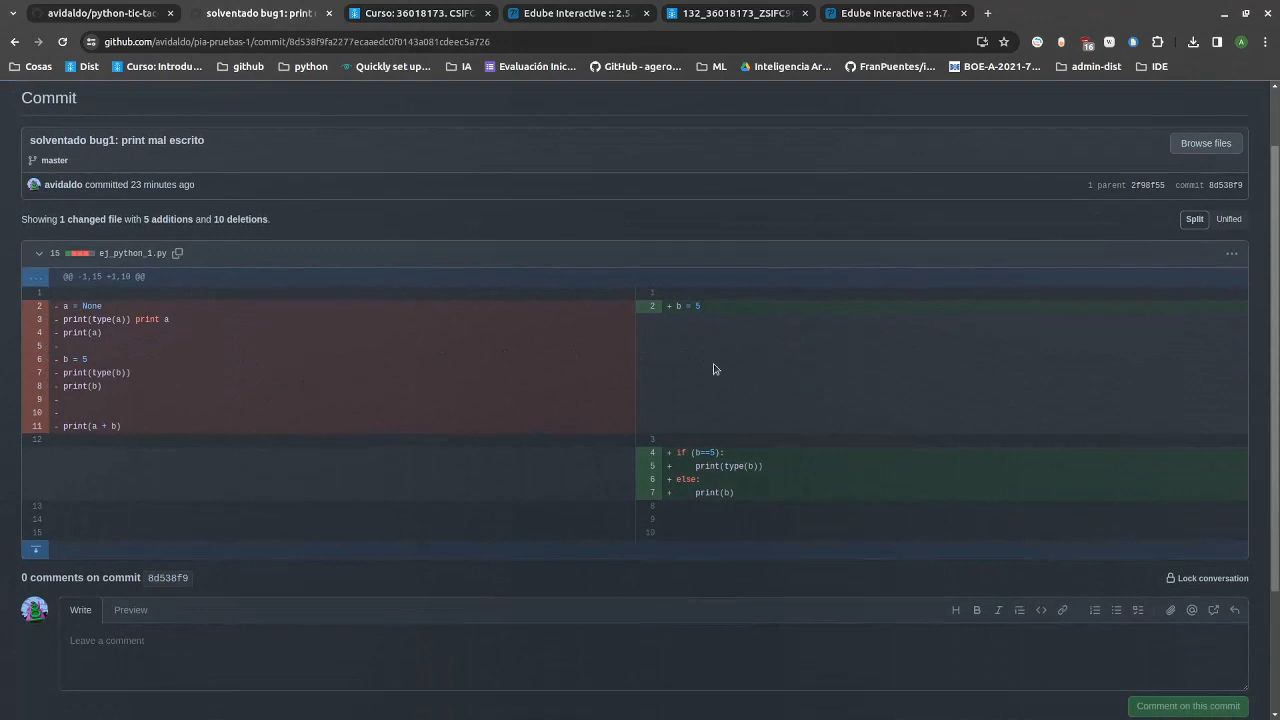 avidaldo/python-tic-tac
solventado bug1: print
Curso: 36018173. CSIFC
Edube Interactive :: 2.5.
132_36018173_ZSIFC9
Edube Interactive :: 4.7.
github.com/avidaldo/pia-pruebas-1/commit/8d538f9fa2277ecaaedc0f0143a081cdeec5a726
16
A
Cosas
Dist
Curso: Introdu...
github
python
Quickly set up...
IA
Evaluación Inic...
GitHub - agero...
ML
Inteligencia Ar...
FranPuentes/i...
BOE-A-2021-7...
admin-dist
IDE
Commit
solventado bug1: print mal escrito
Browse files
master
avidaldo committed 23 minutes ago
1 parent 2f98f55 commit 8d538f9
Showing 1 changed file with 5 additions and 10 deletions.
Split Unified
15 ej_python_1.py
... @@ -1,15 +1,10 @@
1 1
2 - a = None 2 + b = 5
3 - print(type(a)) print a
4 - print(a)
5 -
6 - b = 5
7 - print(type(b))
8 - print(b)
9 -
10 -
11 - print(a + b)
12 3
4 + if (b==5):
5 + print(type(b))
6 + else:
7 + print(b)
13 8
14 9
15 10
0 comments on commit 8d538f9
Lock conversation
Write Preview
Leave a comment
Comment on this commit